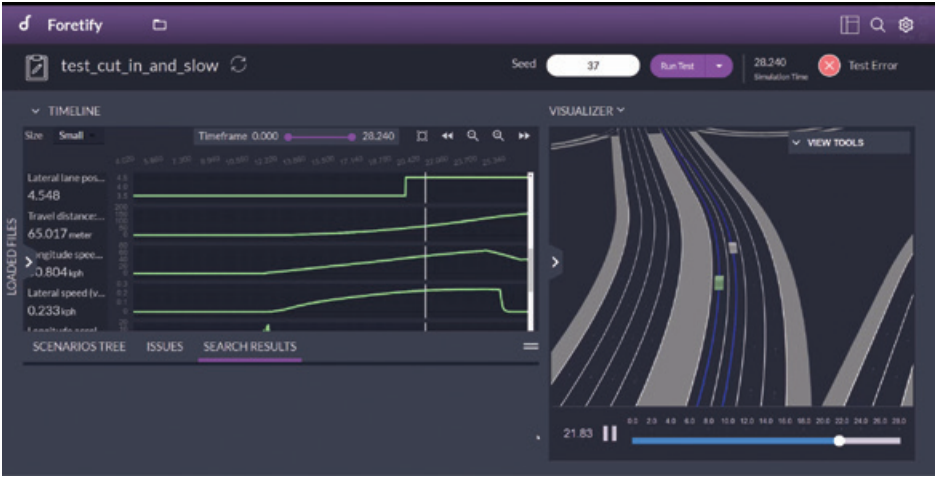 Foretify
test_cut_in_and_slow
Seed 37 Run Test 28.240 Simulation Time Test Error
TIMELINE
Size Small Timeframe 0.000 28.240
Lateral lane pos...
4.548
Travel distance:...
65.017 meter
ngitude spee...
0.804 kph
Lateral speed (v...
0.233 kph
LOADED FILES
SCENARIOS TREE ISSUES SEARCH RESULTS
VISUALIZER
VIEW TOOLS
21.83
0.0 2.0 4.0 6.0 8.0 10.0 12.0 14.0 16.0 18.0 20.0 22.0 24.0 26.0 28.0